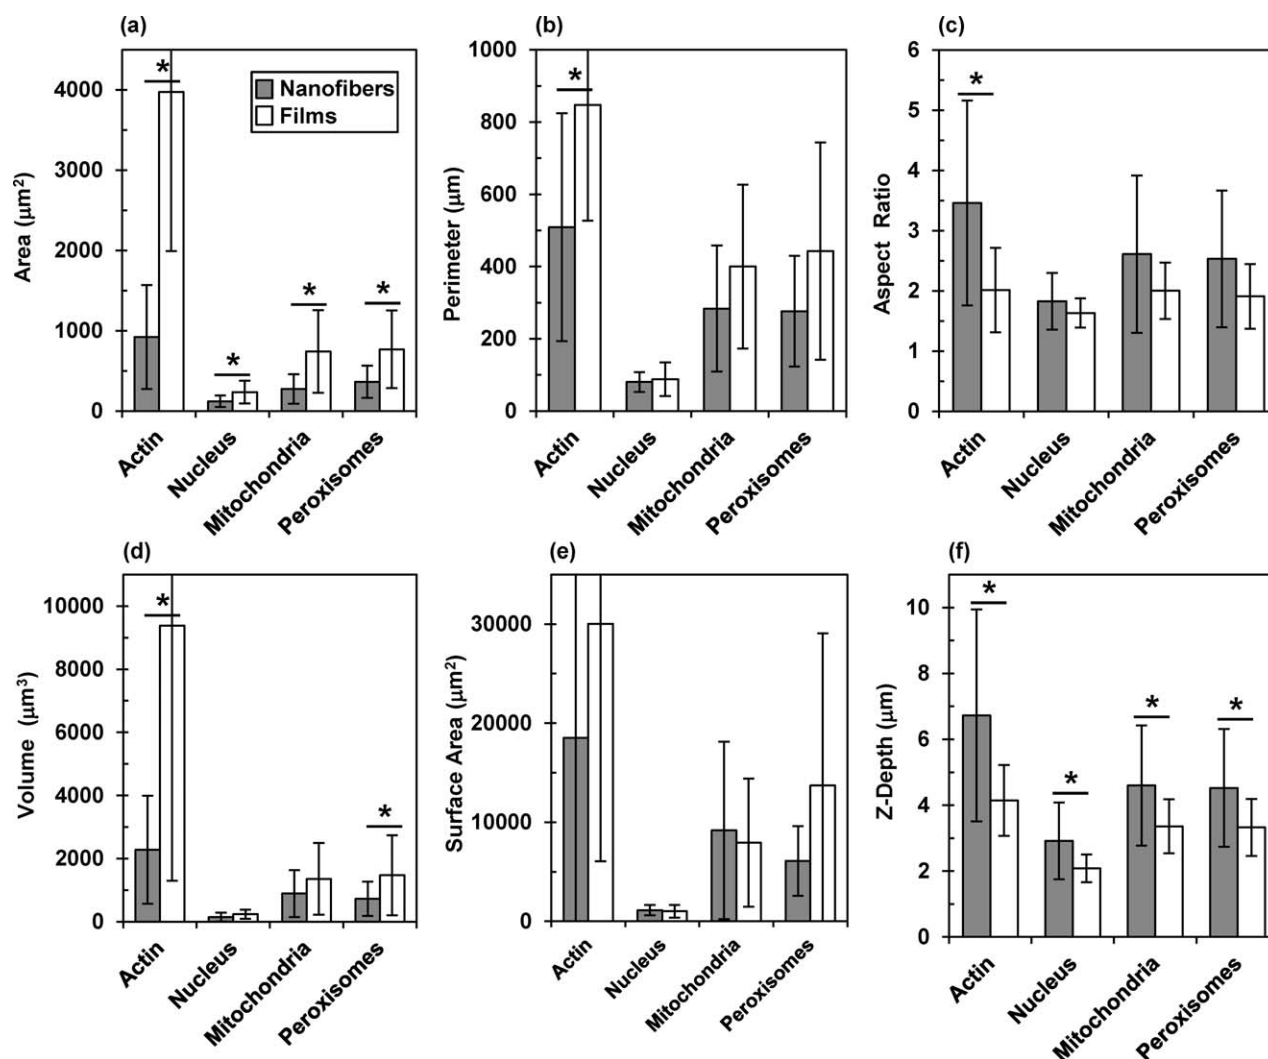 (a)
Area (μm²)
4000
3000
2000
1000
0
*
*
*
*
Nanofibers
Films
Actin
Nucleus
Mitochondria
Peroxisomes
(b)
Perimeter (μm)
1000
800
600
400
200
0
*
Actin
Nucleus
Mitochondria
Peroxisomes
(c)
Aspect Ratio
6
5
4
3
2
1
0
*
Actin
Nucleus
Mitochondria
Peroxisomes
(d)
Volume (μm³)
10000
8000
6000
4000
2000
0
*
*
Actin
Nucleus
Mitochondria
Peroxisomes
(e)
Surface Area (μm²)
30000
20000
10000
0
Actin
Nucleus
Mitochondria
Peroxisomes
(f)
Z-Depth (μm)
10
8
6
4
2
0
*
*
*
*
Actin
Nucleus
Mitochondria
Peroxisomes